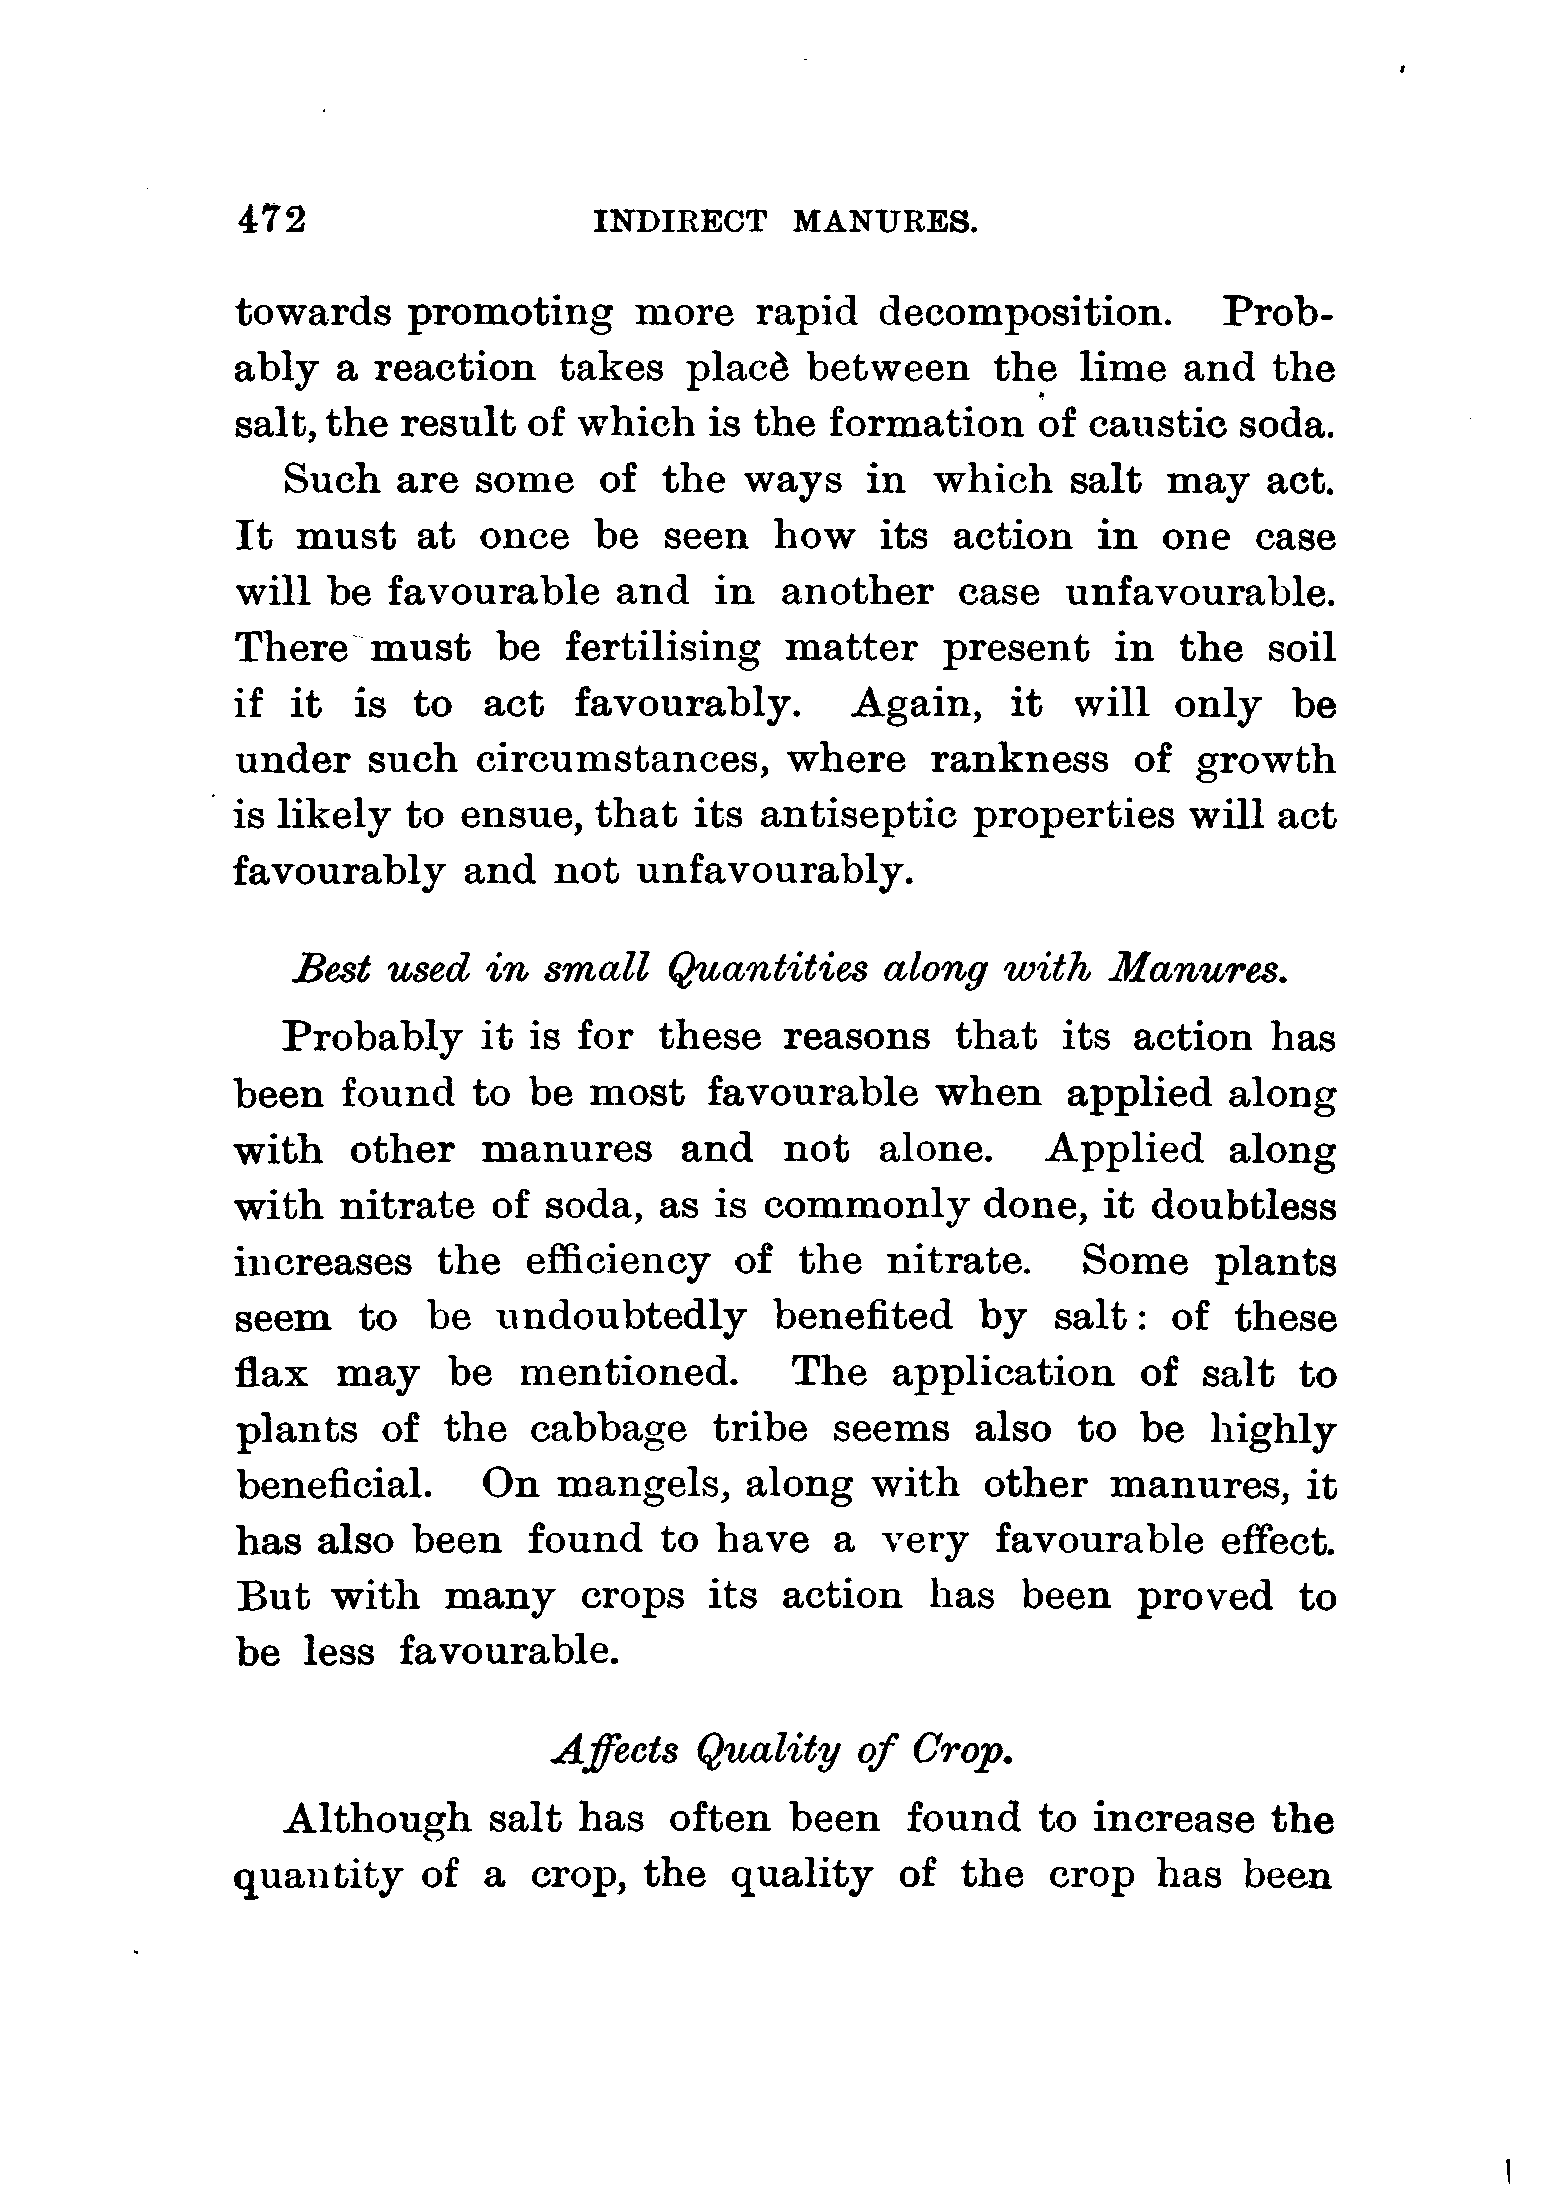 472 INDIRECT MANURES.
towards promoting more rapid decomposition. Prob-
ably a reaction takes place between the lime and the
salt, the result of which is the formation of caustic soda.
Such are some of the ways in which salt may act.
It must at once be seen how its action in one case
will be favourable and in another case unfavourable.
There must be fertilising matter present in the soil
if it is to act favourably. Again, it will only be
under such circumstances, where rankness of growth
is likely to ensue, that its antiseptic properties will act
favourably and not unfavourably.
Best used in small Quantities along with Manures.
Probably it is for these reasons that its action has
been found to be most favourable when applied along
with other manures and not alone. Applied along
with nitrate of soda, as is commonly done, it doubtless
increases the efficiency of the nitrate. Some plants
seem to be undoubtedly benefited by salt: of these
flax may be mentioned. The application of salt to
plants of the cabbage tribe seems also to be highly
beneficial. On mangels, along with other manures, it
has also been found to have a very favourable effect.
But with many crops its action has been proved to
be less favourable.
Affects Quality of Crop.
Although salt has often been found to increase the
quantity of a crop, the quality of the crop has been